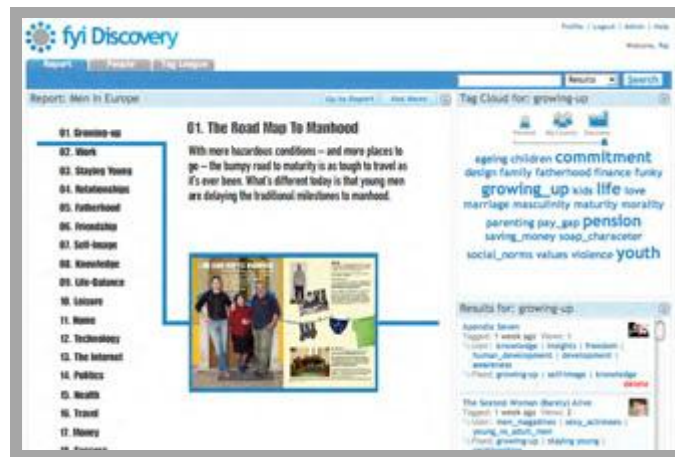 fyi Discovery
Profile | Logout | Admin | Help
Welcome, Raj
Report
People
Tag League
Results
Search
Report: Men In Europe
Go to Report
Tag Cloud for: growing-up
01. Growing-up
02. Work
03. Staying Young
04. Relationships
05. Fatherhood
06. Friendship
07. Self-Image
08. Knowledge
09. Life-Balance
10. Leisure
11. Home
12. Technology
13. The Internet
14. Politics
15. Health
16. Travel
17. Money
01. The Road Map To Manhood
With more hazardous conditions – and more places to
go – the bumpy road to maturity is as tough to travel as
it's ever been. What's different today is that young men
are delaying the traditional milestones to manhood.
ageing children commitment
design family fatherhood finance funky
growing_up kids life love
marriage masculinity maturity morality
parenting pay_gap pension
saving_money soap_characeter
social_norms values violence youth
Results for: growing-up
Appendix Seven
Tagged: 1 week ago Views: 1
knowledge | insights | freedom |
human_development | development |
awareness
growing-up | self-image | knowledge
delete
The Second Woman (Barely) Alive
Tagged: 1 week ago Views: 2
men_magazines | sexy_actresses |
young_vs_adult_men
growing-up | staying young |